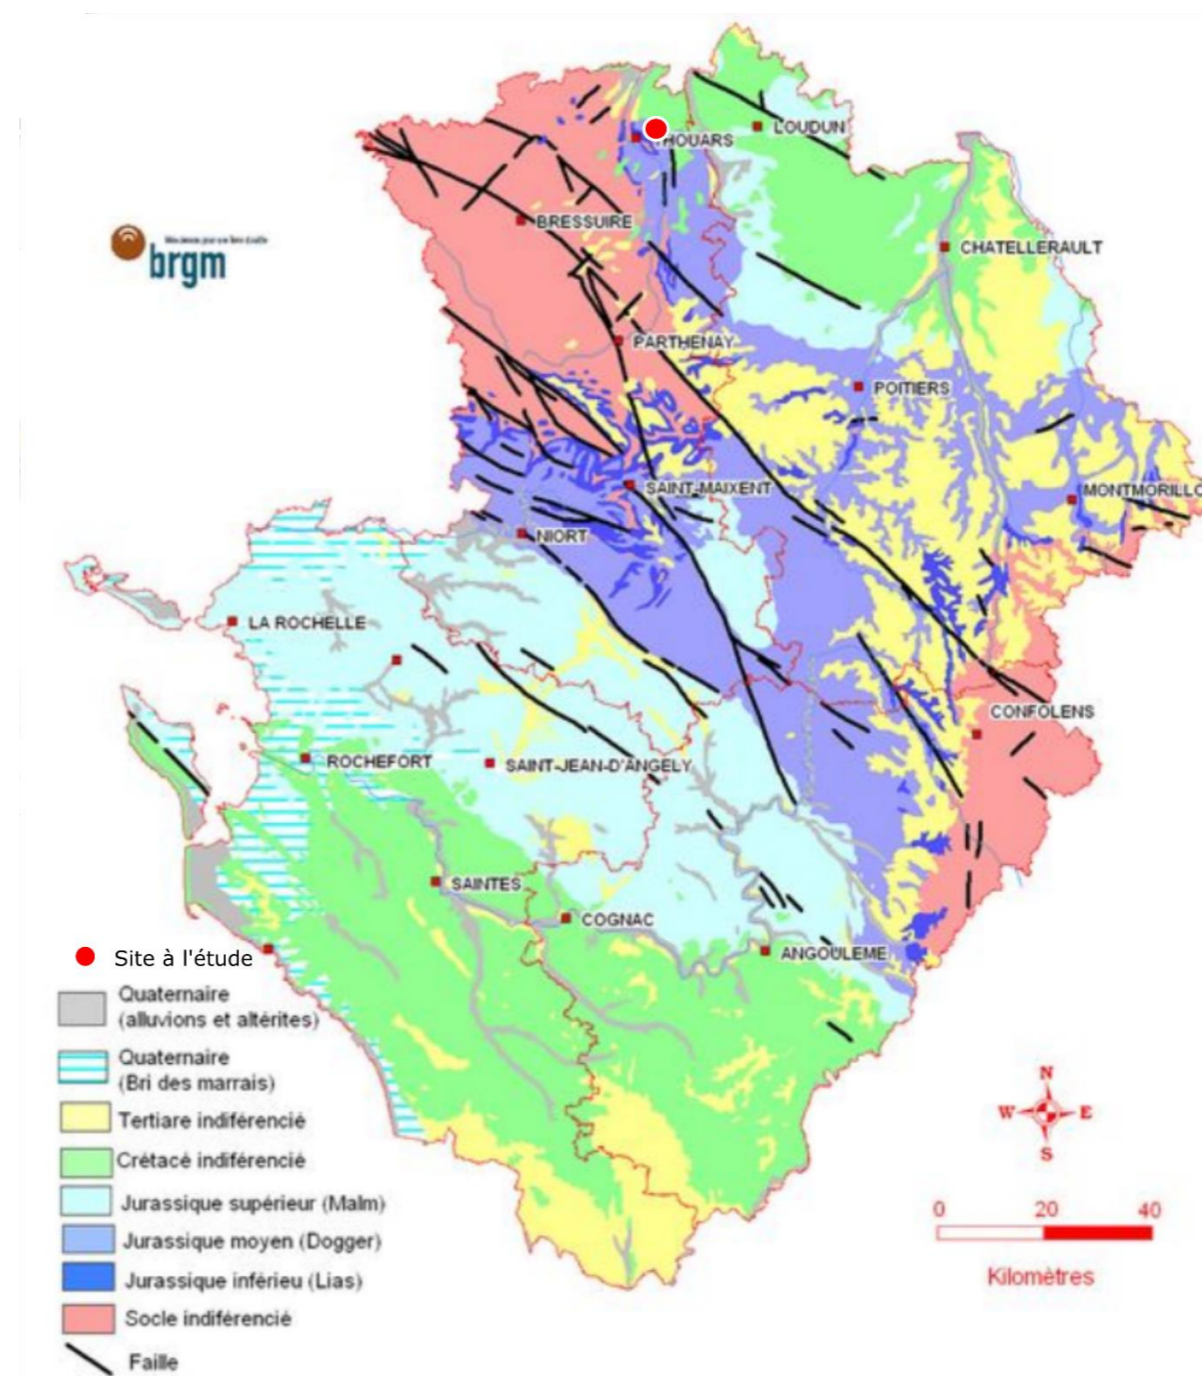 THOUARS
LOUDUN
BRESSUIRE
CHATELLERAULT
brgm
PARTHENAY
POITIERS
SAINT-MAIXENT
MONTMORILLO
NIORT
LA ROCHELLE
CONFOLENS
ROCHEFORT
SAINT-JEAN-D'ANGELY
SAINTES
COGNAC
ANGOULEME
Site à l'étude
Quaternaire
(alluvions et altérites)
Quaternaire
(Bri des marrais)
Tertiare indiférencié
Crétacé indiférencié
Jurassique supérieur (Malm)
Jurassique moyen (Dogger)
Jurassique inférieu (Lias)
Socle indiférencié
Faille
N
W E
S
0 20 40
Kilomètres